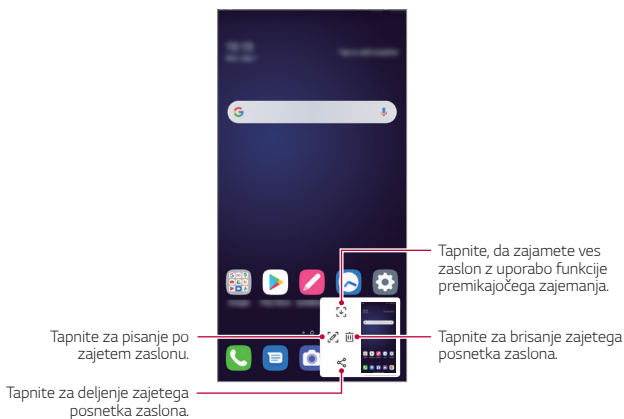 Tapnite, da zajamete ves
zaslon z uporabo funkcije
premikajočega zajemanja.
Tapnite za pisanje po
zajetem zaslonu.
Tapnite za brisanje zajetega
posnetka zaslona.
Tapnite za deljenje zajetega
posnetka zaslona.